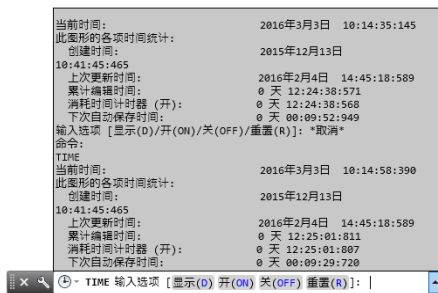 当前时间: 2016年3月3日 10:14:35:145
此图形的各项时间统计:
创建时间: 2015年12月13日
10:41:45:465
上次更新时间: 2016年2月4日 14:45:18:589
累计编辑时间: 0 天 12:24:38:571
消耗时间计时器 (开): 0 天 12:24:38:568
下次自动保存时间: 0 天 00:09:52:949
输入选项 [显示(D)/开(ON)/关(OFF)/重置(R)]: *取消*
命令:
TIME
当前时间: 2016年3月3日 10:14:58:390
此图形的各项时间统计:
创建时间: 2015年12月13日
10:41:45:465
上次更新时间: 2016年2月4日 14:45:18:589
累计编辑时间: 0 天 12:25:01:811
消耗时间计时器 (开): 0 天 12:25:01:807
下次自动保存时间: 0 天 00:09:29:720
TIME 输入选项 [显示(D) 开(ON) 关(OFF) 重置(R)]: